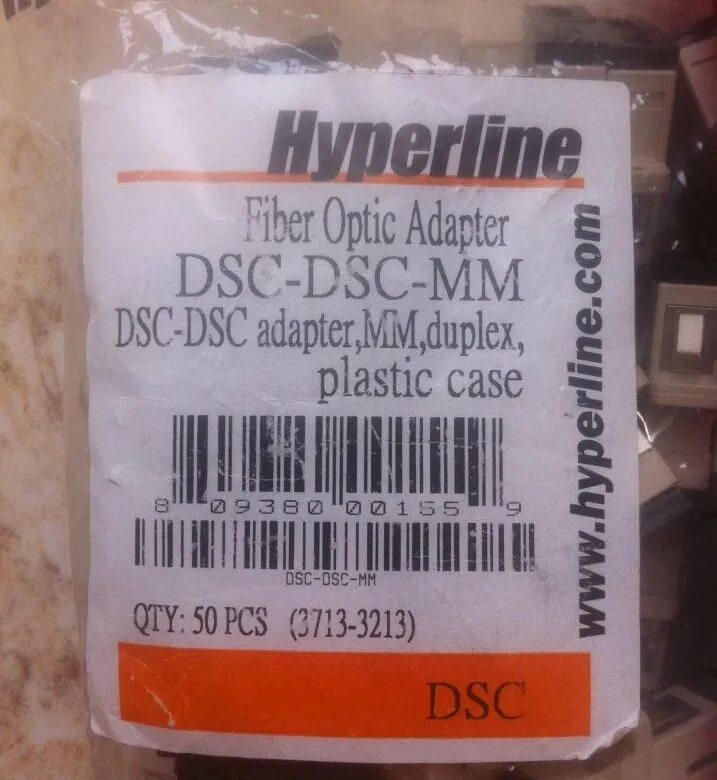 Hyperline
Fiber Optic Adapter
DSC-DSC-MM
DSC-DSC adapter,MM,duplex,
plastic case
8 09380 00155 9
DSC-DSC-MM
QTY: 50 PCS (3713-3213)
DSC
www.hyperline.com